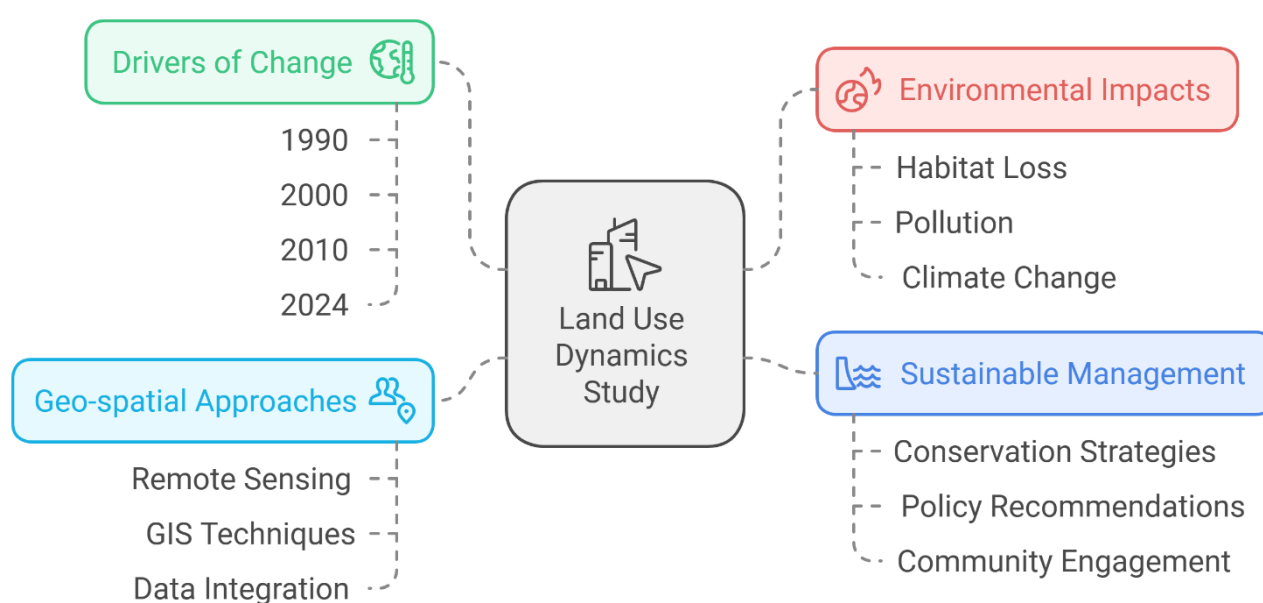 Drivers of Change
1990
2000
2010
2024
Geo-spatial Approaches
Remote Sensing
GIS Techniques
Data Integration
Land Use
Dynamics
Study
Environmental Impacts
Habitat Loss
Pollution
Climate Change
Sustainable Management
Conservation Strategies
Policy Recommendations
Community Engagement